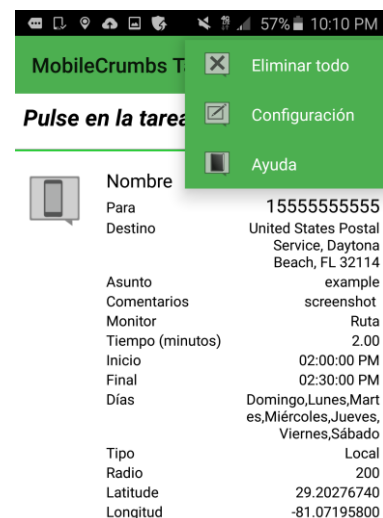 57% 10:10 PM
MobileCrumbs T
Eliminar todo
Pulse en la tarea
Configuración
Ayuda
Nombre
Para 15555555555
Destino United States Postal
Service, Daytona
Beach, FL 32114
Asunto example
Comentarios screenshot
Monitor Ruta
Tiempo (minutos) 2.00
Inicio 02:00:00 PM
Final 02:30:00 PM
Días Domingo,Lunes,Mart
es,Miércoles,Jueves,
Viernes,Sábado
Tipo Local
Radio 200
Latitude 29.20276740
Longitud -81.07195800